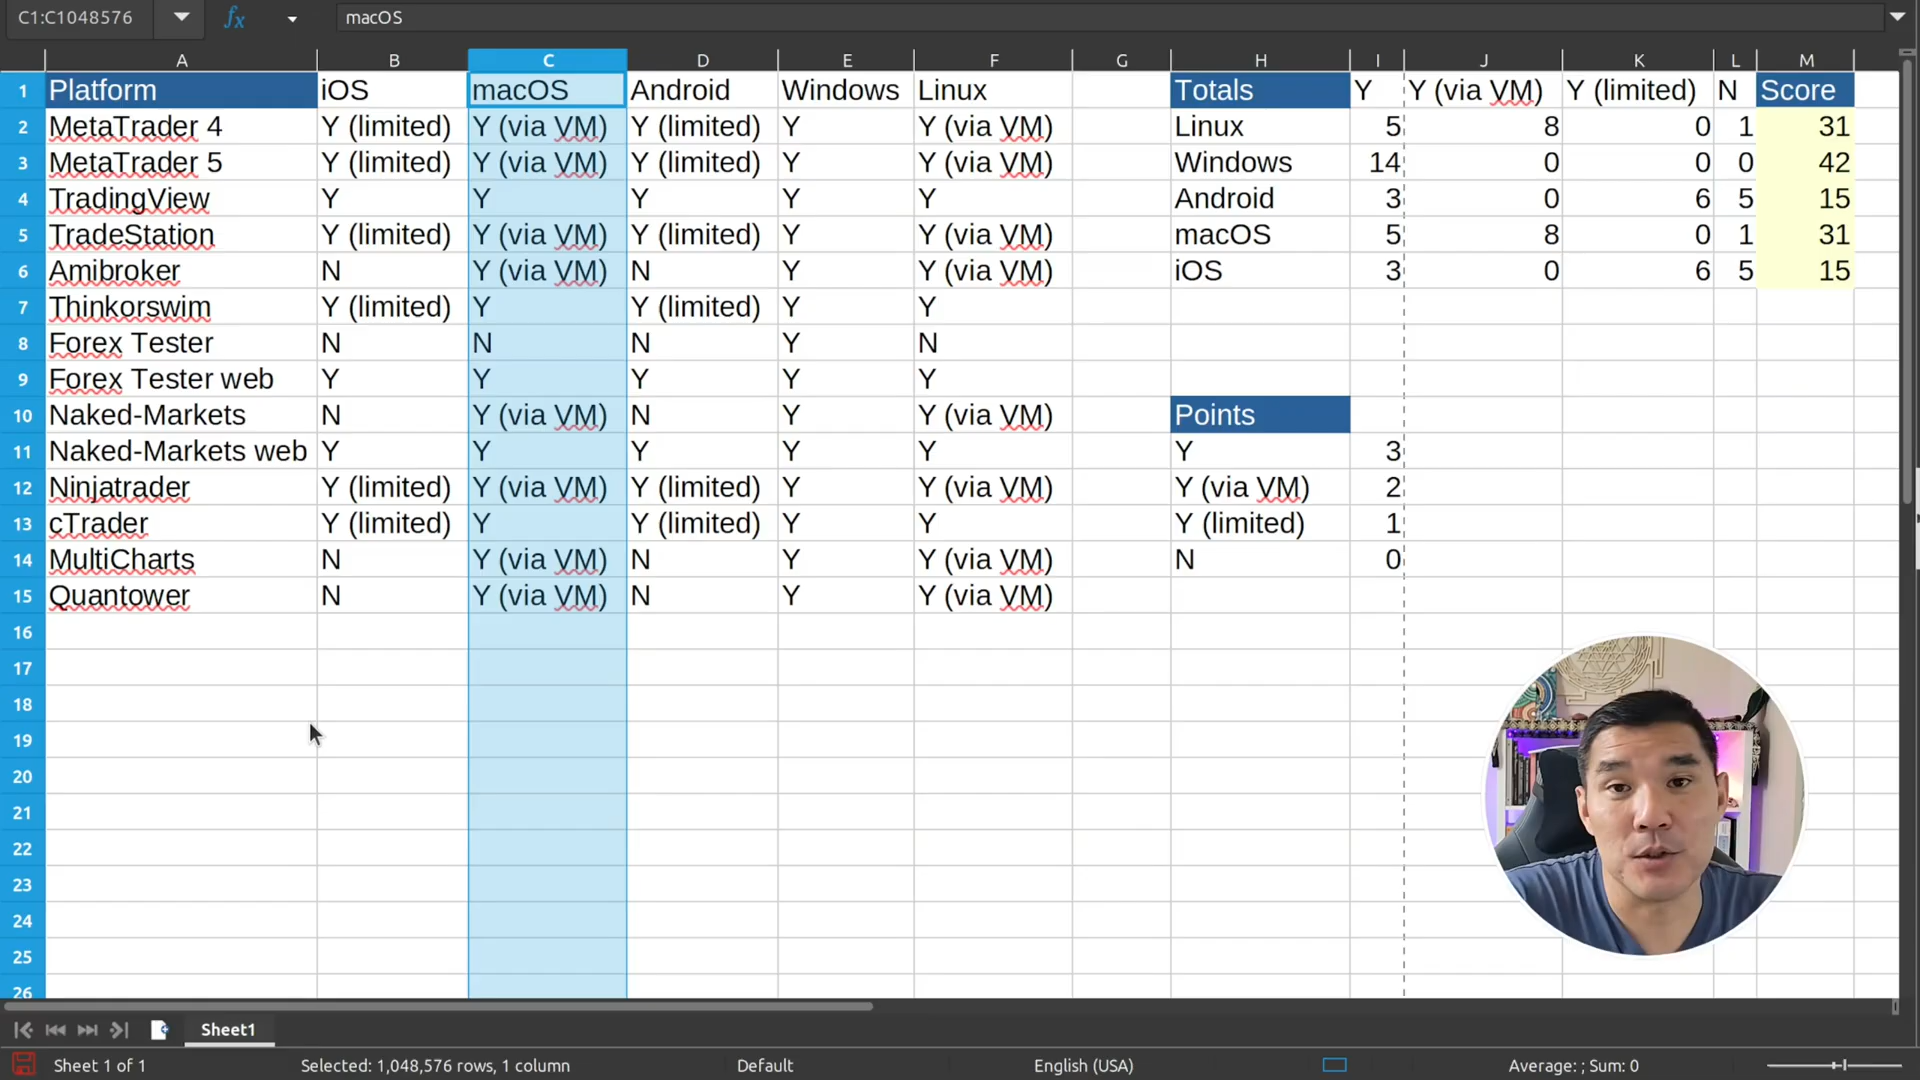 C1:C1048576 fx macOS
A B C D E F G H I J K L M
1 Platform iOS macOS Android Windows Linux Totals Y Y (via VM) Y (limited) N Score
2 MetaTrader 4 Y (limited) Y (via VM) Y (limited) Y Y (via VM) Linux 5 8 0 1 31
3 MetaTrader 5 Y (limited) Y (via VM) Y (limited) Y Y (via VM) Windows 14 0 0 0 42
4 TradingView Y Y Y Y Y Android 3 0 6 5 15
5 TradeStation Y (limited) Y (via VM) Y (limited) Y Y (via VM) macOS 5 8 0 1 31
6 Amibroker N Y (via VM) N Y Y (via VM) iOS 3 0 6 5 15
7 Thinkorswim Y (limited) Y Y (limited) Y Y
8 Forex Tester N N N Y N
9 Forex Tester web Y Y Y Y Y
10 Naked-Markets N Y (via VM) N Y Y (via VM) Points
11 Naked-Markets web Y Y Y Y Y Y 3
12 Ninjatrader Y (limited) Y (via VM) Y (limited) Y Y (via VM) Y (via VM) 2
13 cTrader Y (limited) Y Y (limited) Y Y Y (limited) 1
14 MultiCharts N Y (via VM) N Y Y (via VM) N 0
15 Quantower N Y (via VM) N Y Y (via VM)
16
17
18
19
20
21
22
23
24
25
26
Sheet1
Sheet 1 of 1 Selected: 1,048,576 rows, 1 column Default English (USA) Average: ; Sum: 0